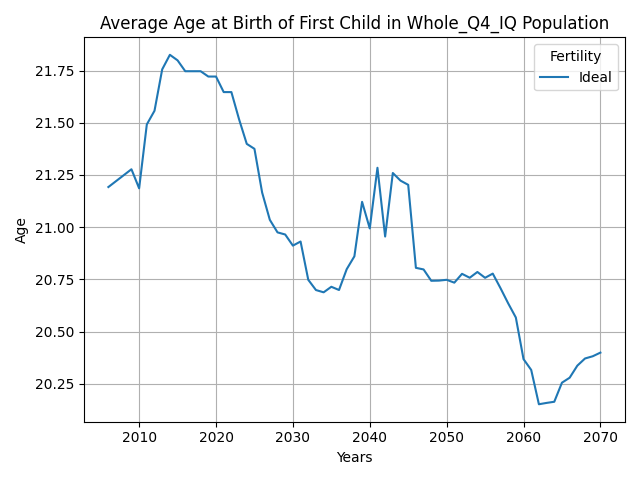 Average Age at Birth of First Child in Whole_Q4_IQ Population
Fertility
Ideal
21.75
21.50
21.25
21.00
20.75
20.50
20.25
Age
2010 2020 2030 2040 2050 2060 2070
Years